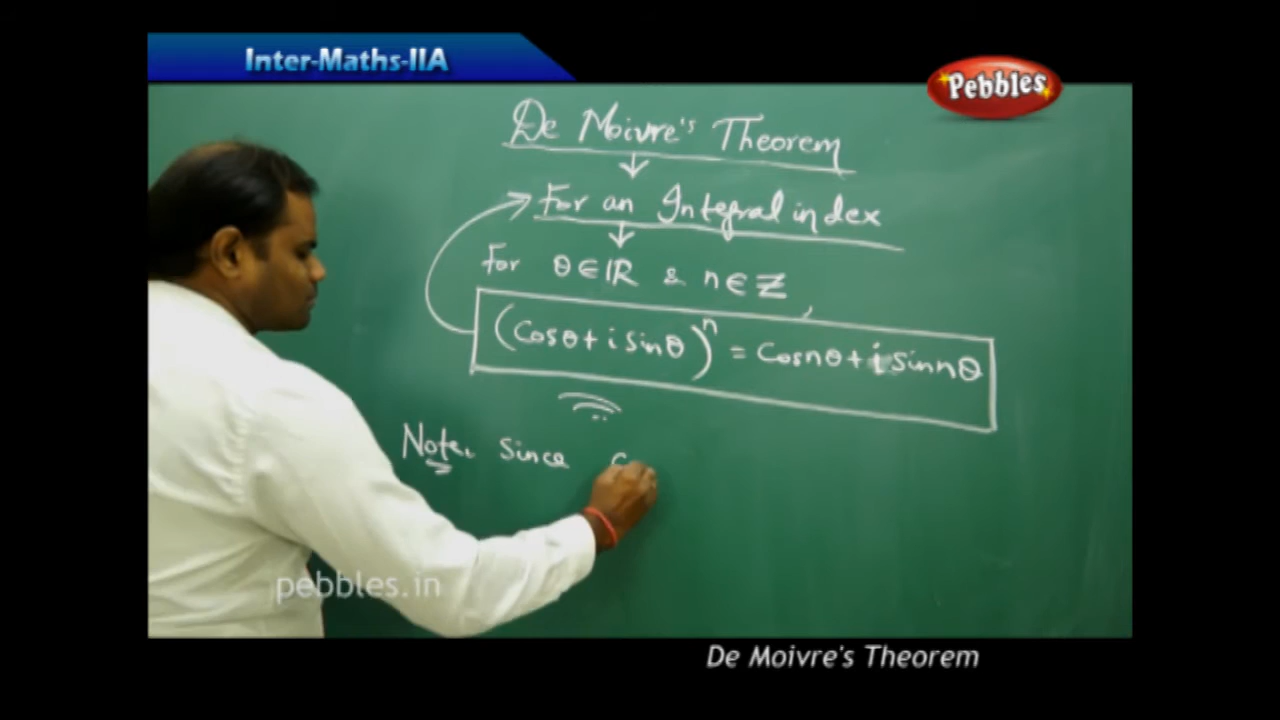 Inter-Maths-IIA
Pebbles
De Moivre's Theorem
For an Integral index
For θ∈ℝ & n∈ℤ,
(Cosθ+i Sinθ)ⁿ = Cosnθ+i sinnθ
Note. Since
pebbles.in
De Moivre's Theorem